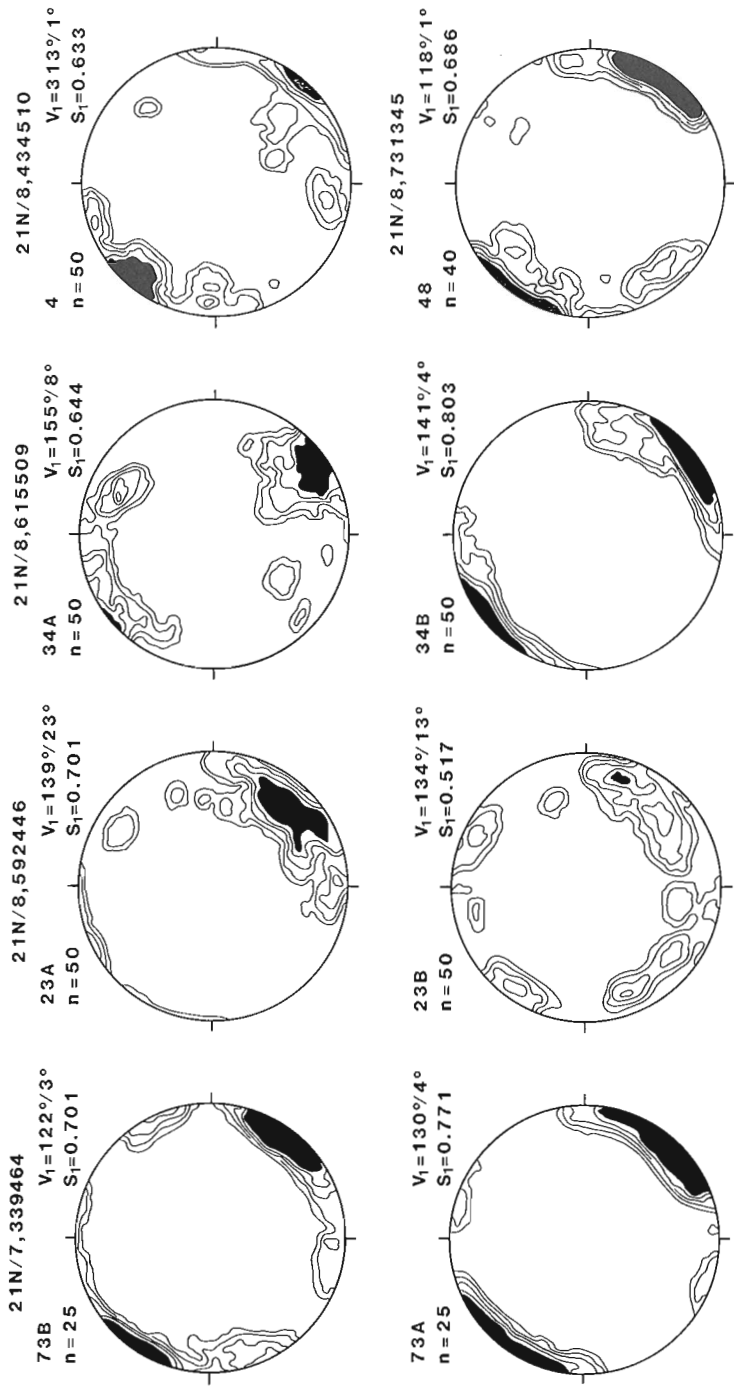 21N/7,339464
73B
n=25
V₁=122°/3°
S₁=0.701
73A
n=25
V₁=130°/4°
S₁=0.771
21N/8,592446
23A
n=50
V₁=139°/23°
S₁=0.701
23B
n=50
V₁=134°/13°
S₁=0.517
21N/8,615509
34A
n=50
V₁=155°/8°
S₁=0.644
34B
n=50
V₁=141°/4°
S₁=0.803
21N/8,434510
4
n=50
V₁=313°/1°
S₁=0.633
21N/8,731345
48
n=40
V₁=118°/1°
S₁=0.686